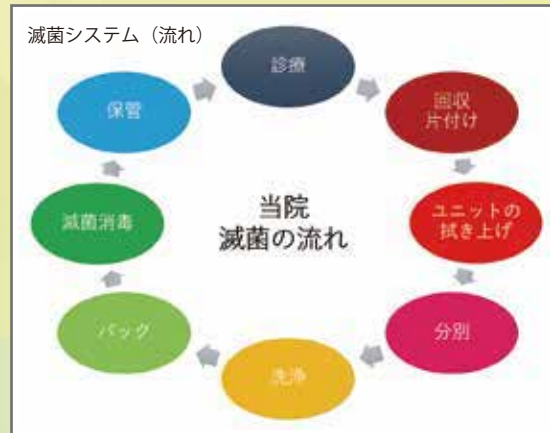 滅菌システム（流れ）
診療
回収
片付け
ユニットの
拭き上げ
分別
洗浄
パック
滅菌消毒
保管
当院
滅菌の流れ